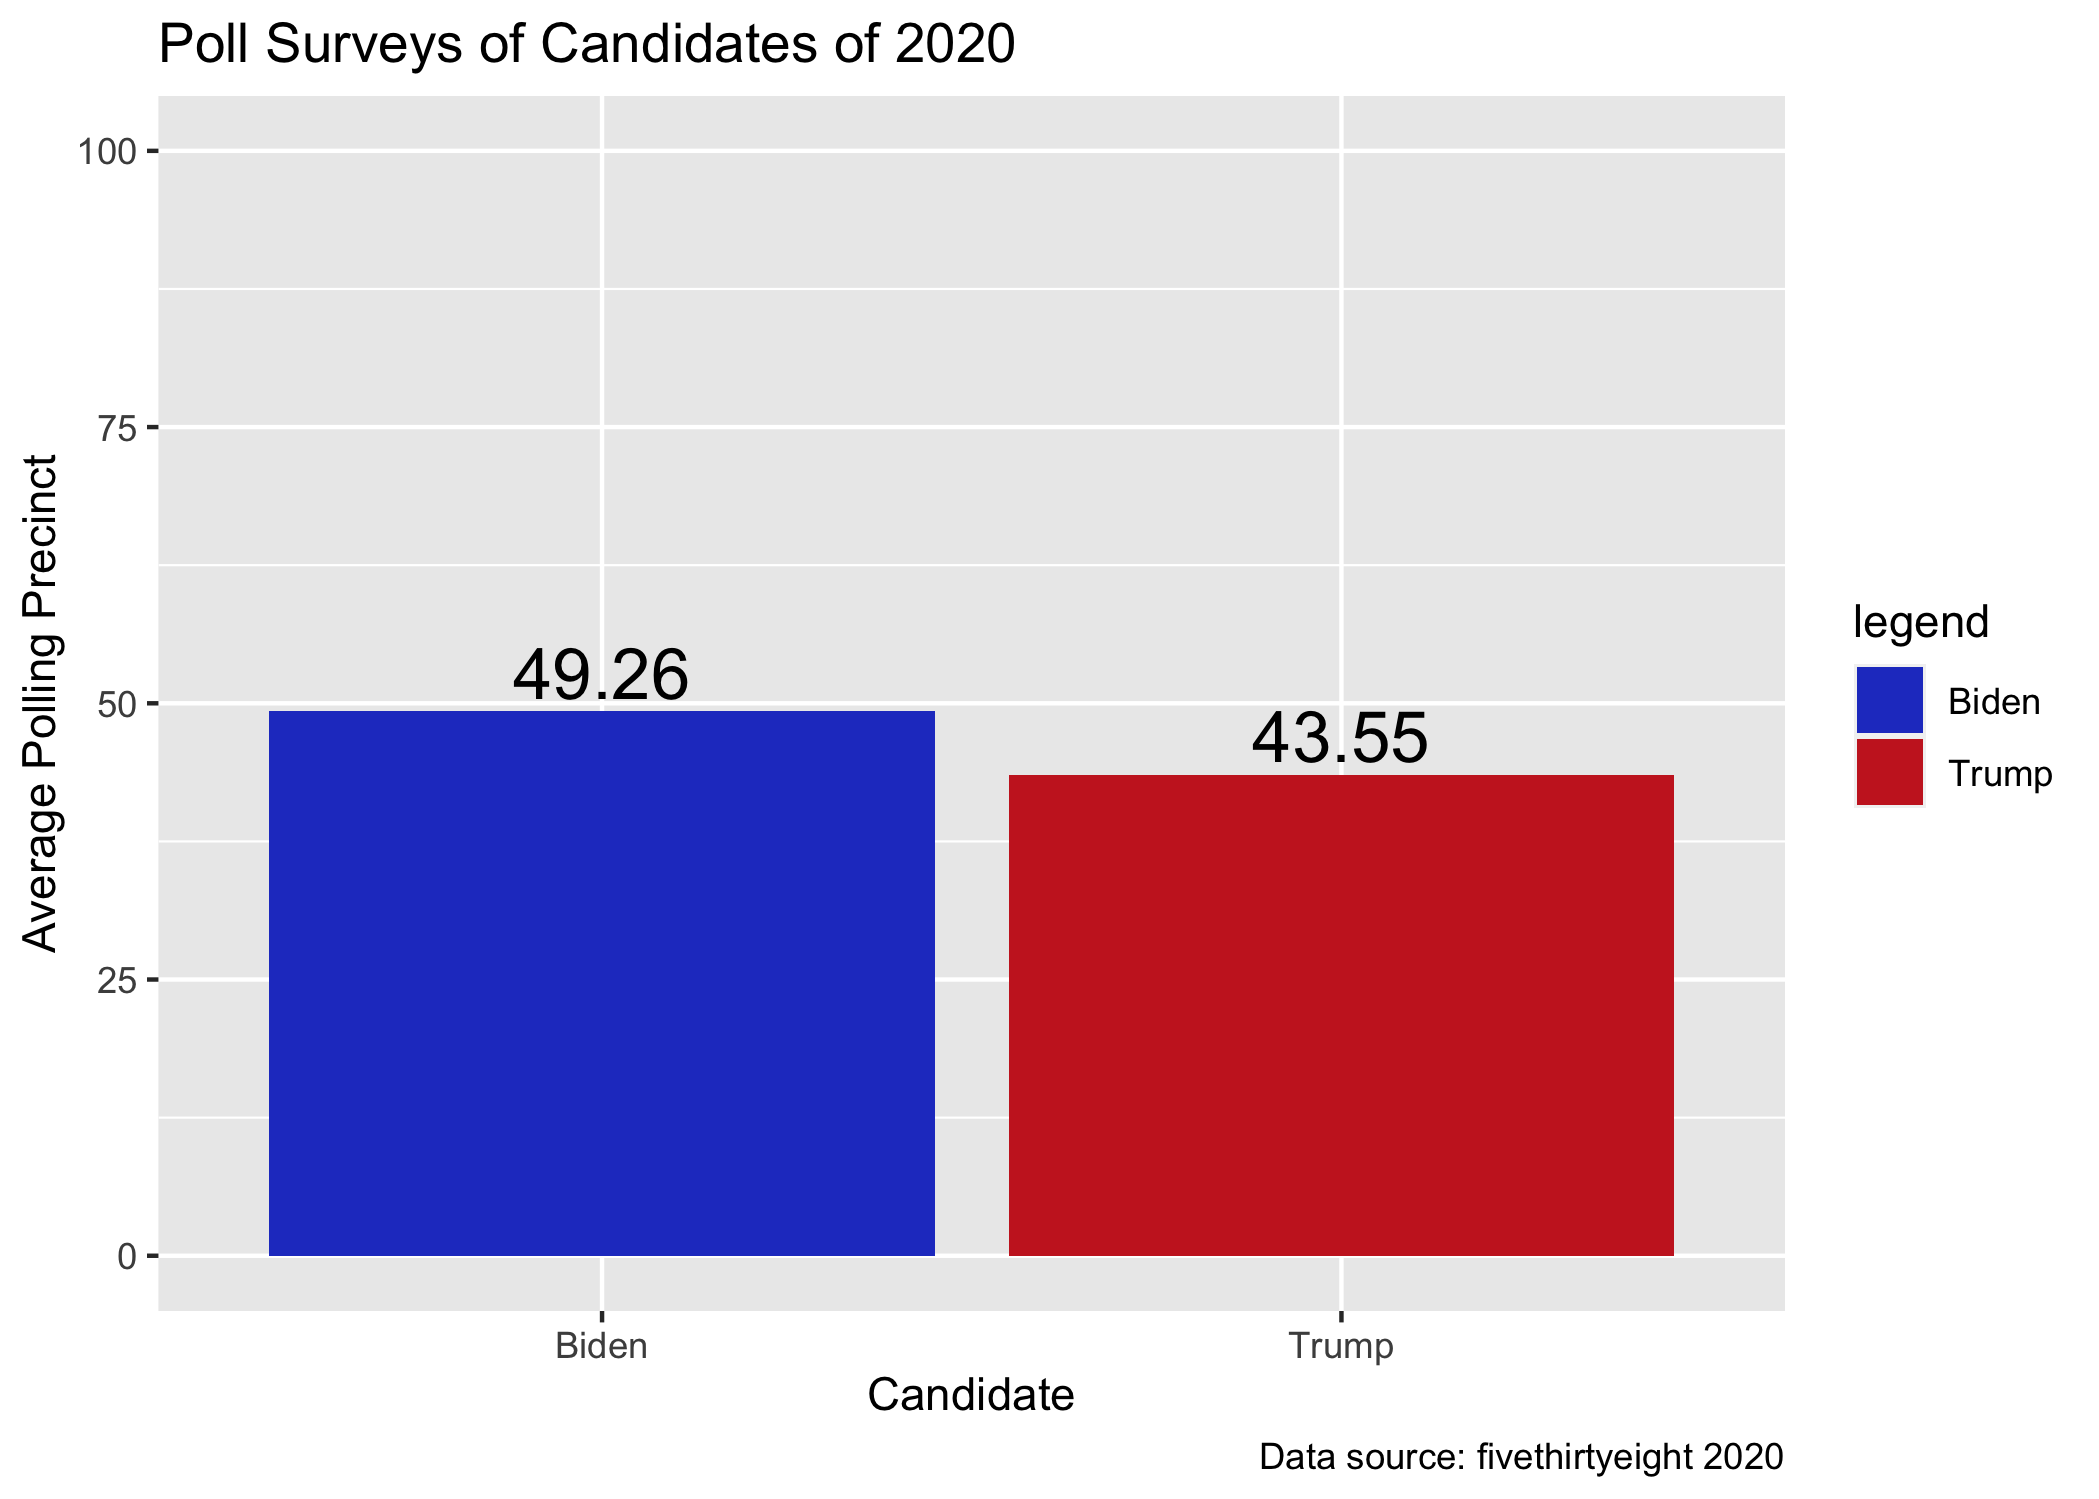 Poll Surveys of Candidates of 2020
Average Polling Precinct
100
75
50
25
0
49.26
43.55
Biden
Trump
Candidate
legend
Biden
Trump
Data source: fivethirtyeight 2020